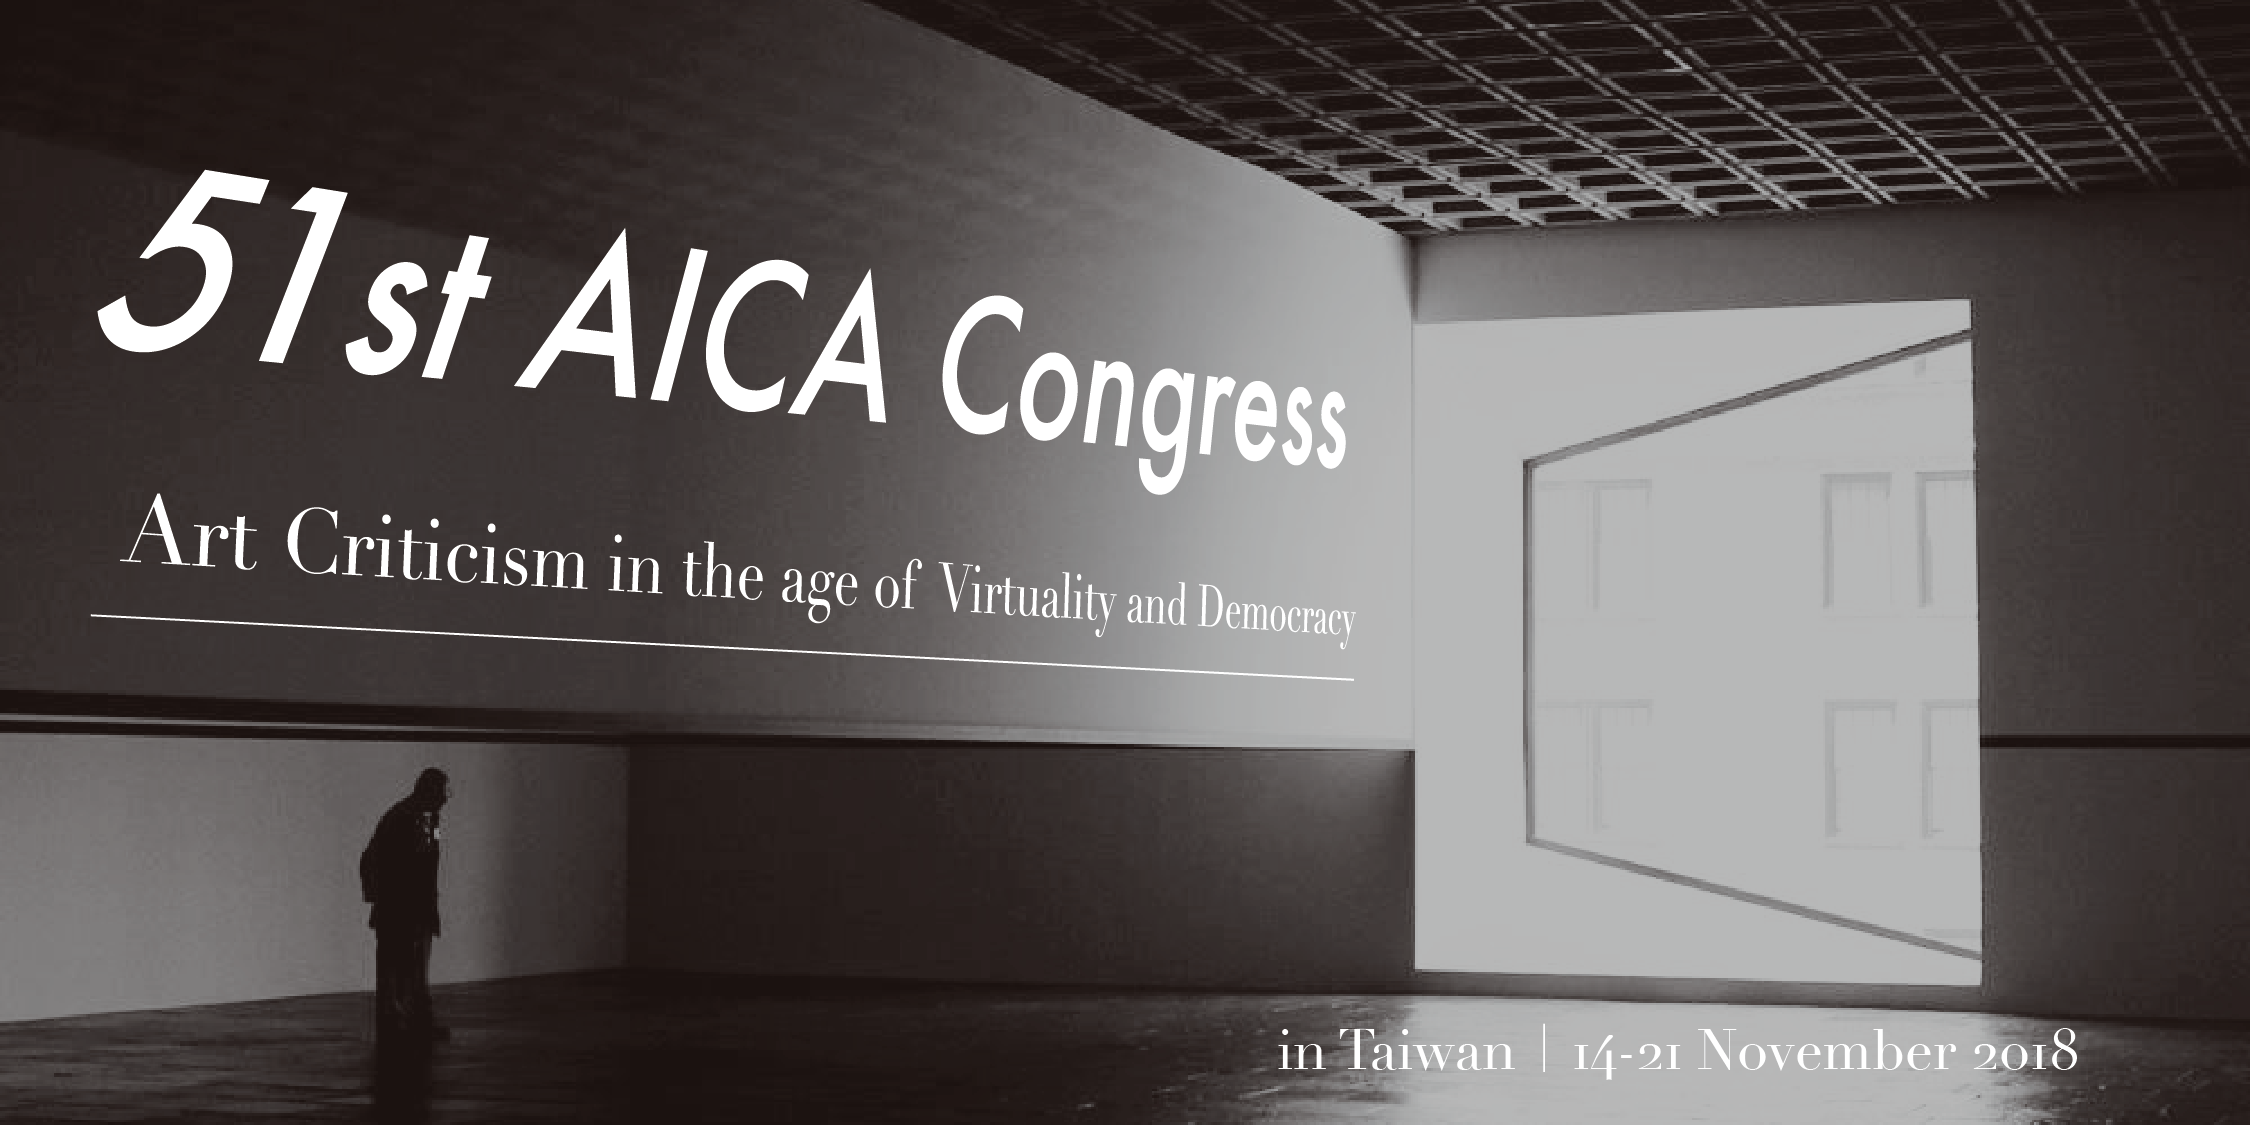 51st AICA Congress
Art Criticism in the age of Virtuality and Democracy
in Taiwan | 14-21 November 2018